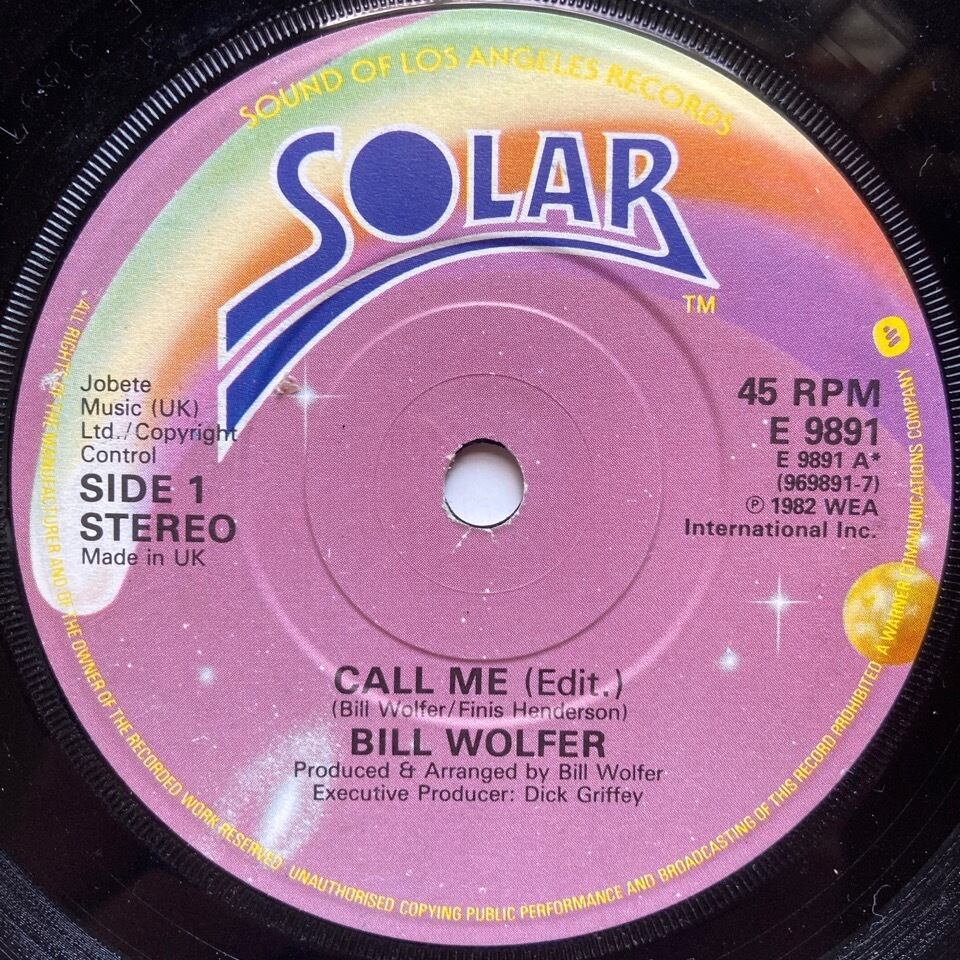 SOUND OF LOS ANGELES RECORDS
SOLAR
TM
Jobete
Music (UK)
Ltd./Copyright
Control
SIDE 1
STEREO
Made in UK
45 RPM
E 9891
E 9891 A*
(969891-7)
℗ 1982 WEA
International Inc.
CALL ME (Edit.)
(Bill Wolfer/Finis Henderson)
BILL WOLFER
Produced & Arranged by Bill Wolfer
Executive Producer: Dick Griffey
ALL RIGHTS OF THE MANUFACTURER AND OF THE OWNER OF THE RECORDED WORK RESERVED. UNAUTHORISED COPYING PUBLIC PERFORMANCE AND BROADCASTING OF THIS RECORD PROHIBITED. A WARNER COMMUNICATIONS COMPANY